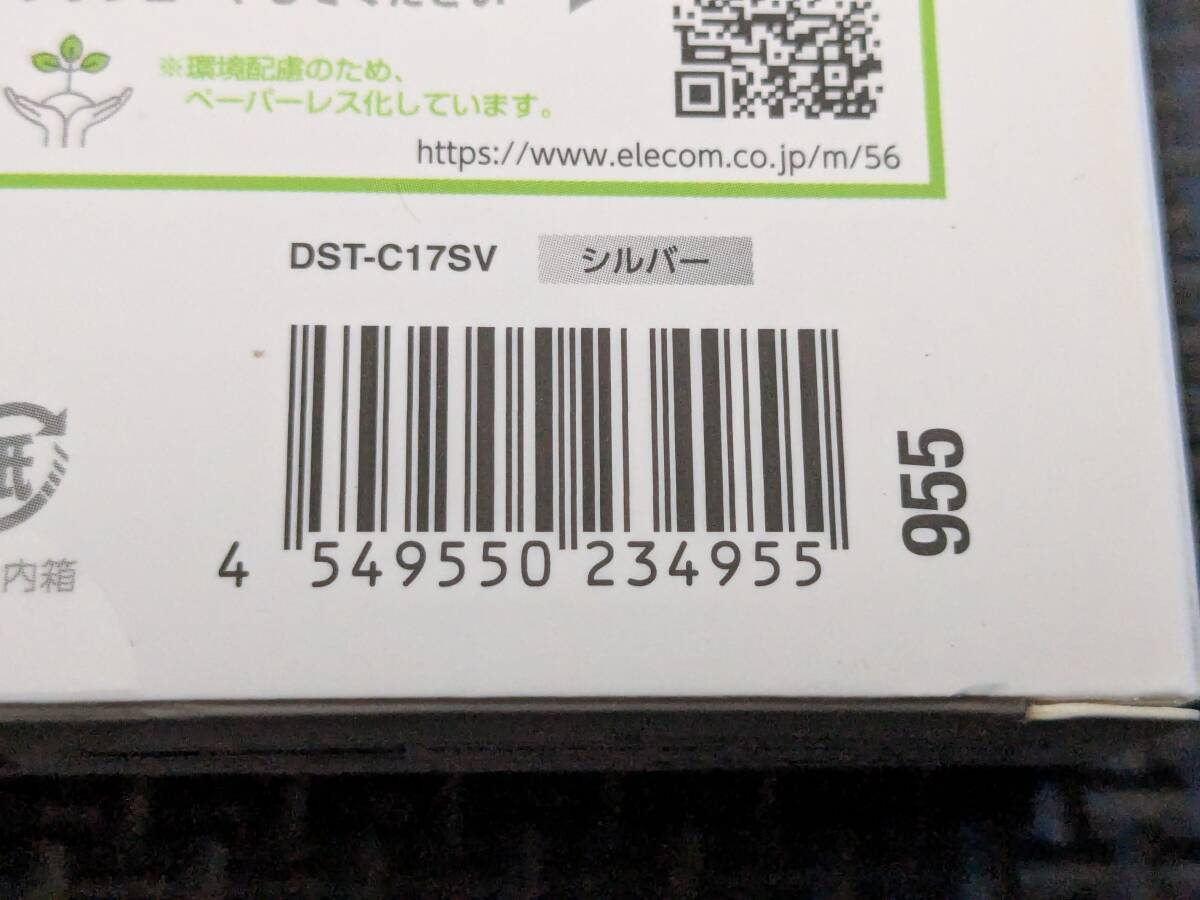 ※環境配慮のため、
ペーパーレス化しています。
https://www.elecom.co.jp/m/56
DST-C17SV シルバー
4 549550 234955
955
紙
内箱